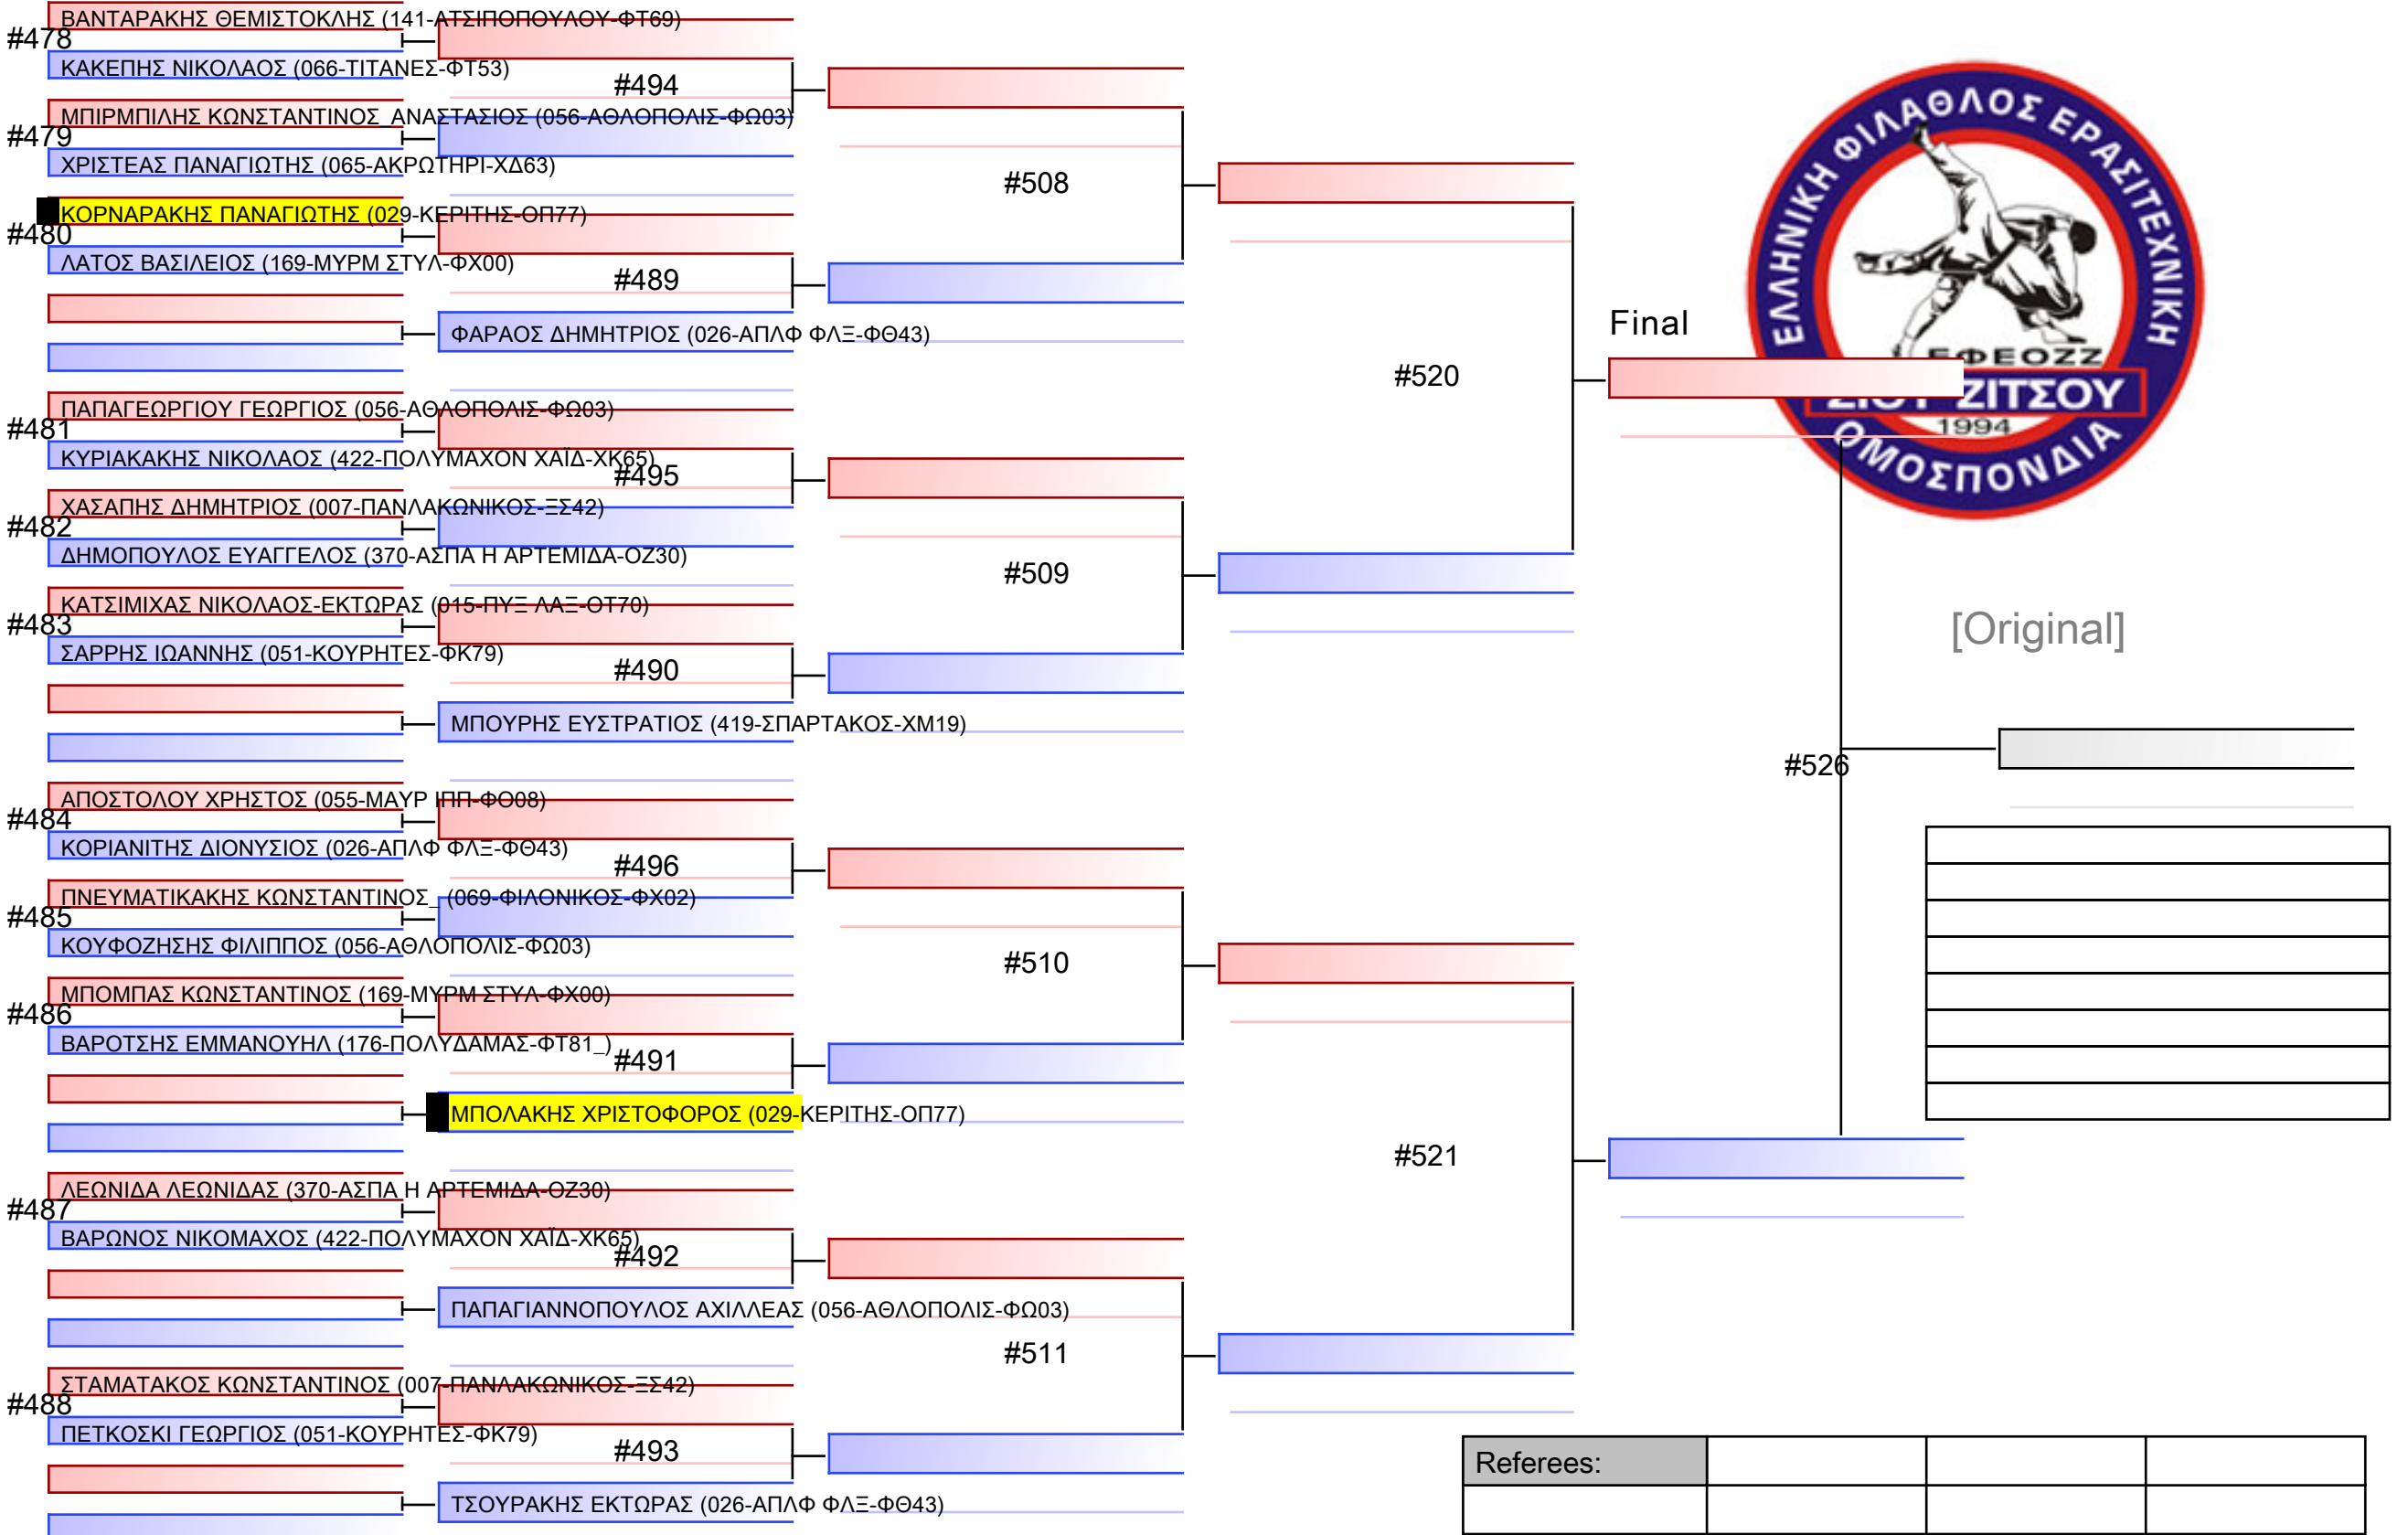 ΒΑΝΤΑΡΑΚΗΣ ΘΕΜΙΣΤΟΚΛΗΣ (141-ΑΤΣΙΠΟΠΟΥΛΟΥ-ΦΤ69)
#478
ΚΑΚΕΠΗΣ ΝΙΚΟΛΑΟΣ (066-ΤΙΤΑΝΕΣ-ΦΤ53)
#494
ΜΠΙΡΜΠΙΛΗΣ ΚΩΝΣΤΑΝΤΙΝΟΣ_ΑΝΑΣΤΑΣΙΟΣ (056-ΑΘΛΟΠΟΛΙΣ-ΦΩ03)
#479
ΧΡΙΣΤΕΑΣ ΠΑΝΑΓΙΩΤΗΣ (065-ΑΚΡΩΤΗΡΙ-ΧΔ63)
#508
ΚΟΡΝΑΡΑΚΗΣ ΠΑΝΑΓΙΩΤΗΣ (029-ΚΕΡΙΤΗΣ-ΟΠ77)
#480
ΛΑΤΟΣ ΒΑΣΙΛΕΙΟΣ (169-ΜΥΡΜ ΣΤΥΛ-ΦΧ00)
#489
ΦΑΡΑΟΣ ΔΗΜΗΤΡΙΟΣ (026-ΑΠΛΦ ΦΛΞ-ΦΘ43)
#520
Final
ΕΛΛΗΝΙΚΗ ΦΙΛΑΘΛΟΣ ΕΡΑΣΙΤΕΧΝΙΚΗ
ΕΦΕΟΖΖ
ΖΙΤΣΟΥ
1994
ΟΜΟΣΠΟΝΔΙΑ
ΠΑΠΑΓΕΩΡΓΙΟΥ ΓΕΩΡΓΙΟΣ (056-ΑΘΛΟΠΟΛΙΣ-ΦΩ03)
#481
ΚΥΡΙΑΚΑΚΗΣ ΝΙΚΟΛΑΟΣ (422-ΠΟΛΥΜΑΧΟΝ ΧΑΪΔ-ΧΚ65)
#495
ΧΑΣΑΠΗΣ ΔΗΜΗΤΡΙΟΣ (007-ΠΑΝΛΑΚΩΝΙΚΟΣ-ΞΣ42)
#482
ΔΗΜΟΠΟΥΛΟΣ ΕΥΑΓΓΕΛΟΣ (370-ΑΣΠΑ Η ΑΡΤΕΜΙΔΑ-ΟΖ30)
#509
ΚΑΤΣΙΜΙΧΑΣ ΝΙΚΟΛΑΟΣ-ΕΚΤΩΡΑΣ (015-ΠΥΞ ΛΑΞ-ΟΤ70)
#483
[Original]
ΣΑΡΡΗΣ ΙΩΑΝΝΗΣ (051-ΚΟΥΡΗΤΕΣ-ΦΚ79)
#490
ΜΠΟΥΡΗΣ ΕΥΣΤΡΑΤΙΟΣ (419-ΣΠΑΡΤΑΚΟΣ-ΧΜ19)
#526
ΑΠΟΣΤΟΛΟΥ ΧΡΗΣΤΟΣ (055-ΜΑΥΡ ΙΠΠ-ΦΟ08)
#484
ΚΟΡΙΑΝΙΤΗΣ ΔΙΟΝΥΣΙΟΣ (026-ΑΠΛΦ ΦΛΞ-ΦΘ43)
#496
ΠΝΕΥΜΑΤΙΚΑΚΗΣ ΚΩΝΣΤΑΝΤΙΝΟΣ_ (069-ΦΙΛΟΝΙΚΟΣ-ΦΧ02)
#485
ΚΟΥΦΟΖΗΣΗΣ ΦΙΛΙΠΠΟΣ (056-ΑΘΛΟΠΟΛΙΣ-ΦΩ03)
#510
ΜΠΟΜΠΑΣ ΚΩΝΣΤΑΝΤΙΝΟΣ (169-ΜΥΡΜ ΣΤΥΛ-ΦΧ00)
#486
ΒΑΡΟΤΣΗΣ ΕΜΜΑΝΟΥΗΛ (176-ΠΟΛΥΔΑΜΑΣ-ΦΤ81_)
#491
ΜΠΟΛΑΚΗΣ ΧΡΙΣΤΟΦΟΡΟΣ (029-ΚΕΡΙΤΗΣ-ΟΠ77)
#521
ΛΕΩΝΙΔΑ ΛΕΩΝΙΔΑΣ (370-ΑΣΠΑ Η ΑΡΤΕΜΙΔΑ-ΟΖ30)
#487
ΒΑΡΩΝΟΣ ΝΙΚΟΜΑΧΟΣ (422-ΠΟΛΥΜΑΧΟΝ ΧΑΪΔ-ΧΚ65)
#492
ΠΑΠΑΓΙΑΝΝΟΠΟΥΛΟΣ ΑΧΙΛΛΕΑΣ (056-ΑΘΛΟΠΟΛΙΣ-ΦΩ03)
#511
ΣΤΑΜΑΤΑΚΟΣ ΚΩΝΣΤΑΝΤΙΝΟΣ (007-ΠΑΝΛΑΚΩΝΙΚΟΣ-ΞΣ42)
#488
ΠΕΤΚΟΣΚΙ ΓΕΩΡΓΙΟΣ (051-ΚΟΥΡΗΤΕΣ-ΦΚ79)
#493
Referees:
ΤΣΟΥΡΑΚΗΣ ΕΚΤΩΡΑΣ (026-ΑΠΛΦ ΦΛΞ-ΦΘ43)